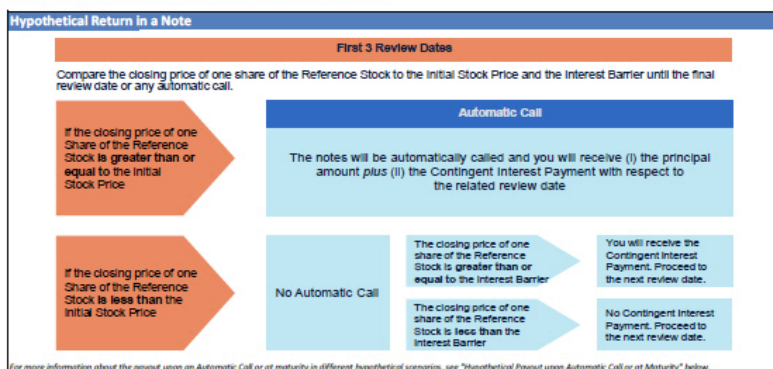 Hypothetical Return in a Note
First 3 Review Dates
Compare the closing price of one share of the Reference Stock to the Initial Stock Price and the Interest Barrier until the final
review date or any automatic call.
If the closing price of one
Share of the Reference
Stock is greater than or
equal to the Initial
Stock Price
Automatic Call
The notes will be automatically called and you will receive (i) the principal
amount plus (ii) the Contingent Interest Payment with respect to
the related review date
If the closing price of one
Share of the Reference
Stock is less than the
Initial Stock Price
No Automatic Call
The closing price of one
share of the Reference
Stock is greater than or
equal to the Interest Barrier
You will receive the
Contingent Interest
Payment. Proceed to
the next review date.
The closing price of one
share of the Reference
Stock is less than the
Interest Barrier
No Contingent Interest
Payment. Proceed to
the next review date.
For more information about the payout upon an Automatic Call or at maturity in different hypothetical scenarios, see "Hypothetical Payout upon Automatic Call or at Maturity" below.